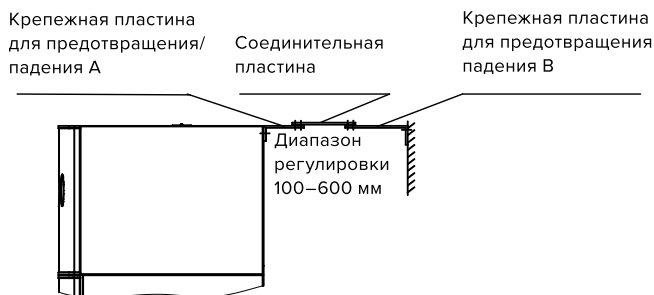 Крепежная пластина
для предотвращения/
падения А
Соединительная
пластина
Крепежная пластина
для предотвращения
падения В
Диапазон
регулировки
100–600 мм